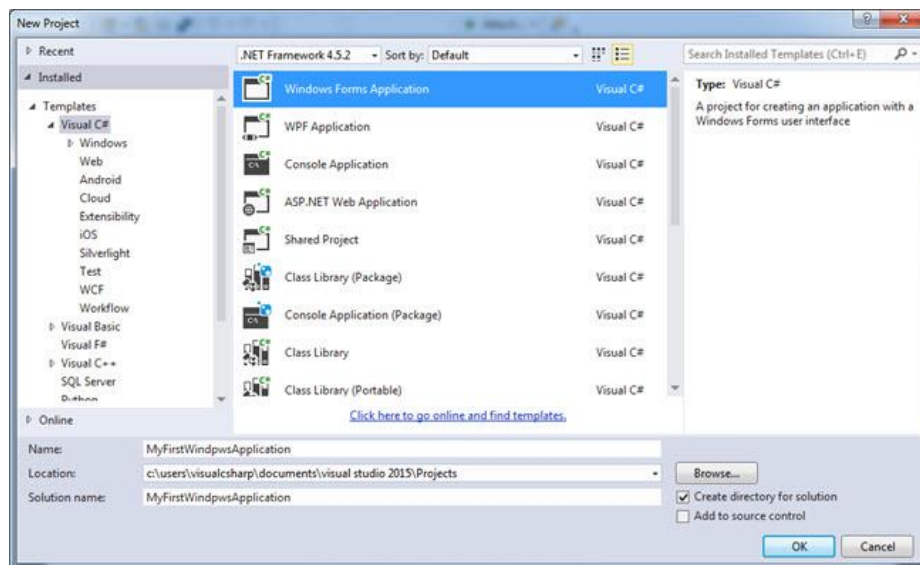 New Project
Recent
.NET Framework 4.5.2
Sort by: Default
Search Installed Templates (Ctrl+E)
Installed
Templates
Visual C#
Windows
Web
Android
Cloud
Extensibility
iOS
Silverlight
Test
WCF
Workflow
Visual Basic
Visual F#
Visual C++
SQL Server
Python
Online
Windows Forms Application Visual C#
WPF Application Visual C#
Console Application Visual C#
ASP.NET Web Application Visual C#
Shared Project Visual C#
Class Library (Package) Visual C#
Console Application (Package) Visual C#
Class Library Visual C#
Class Library (Portable) Visual C#
Click here to go online and find templates.
Type: Visual C#
A project for creating an application with a
Windows Forms user interface
Name: MyFirstWindpwsApplication
Location: c:\users\visualcsharp\documents\visual studio 2015\Projects
Browse...
Solution name: MyFirstWindpwsApplication
Create directory for solution
Add to source control
OK
Cancel